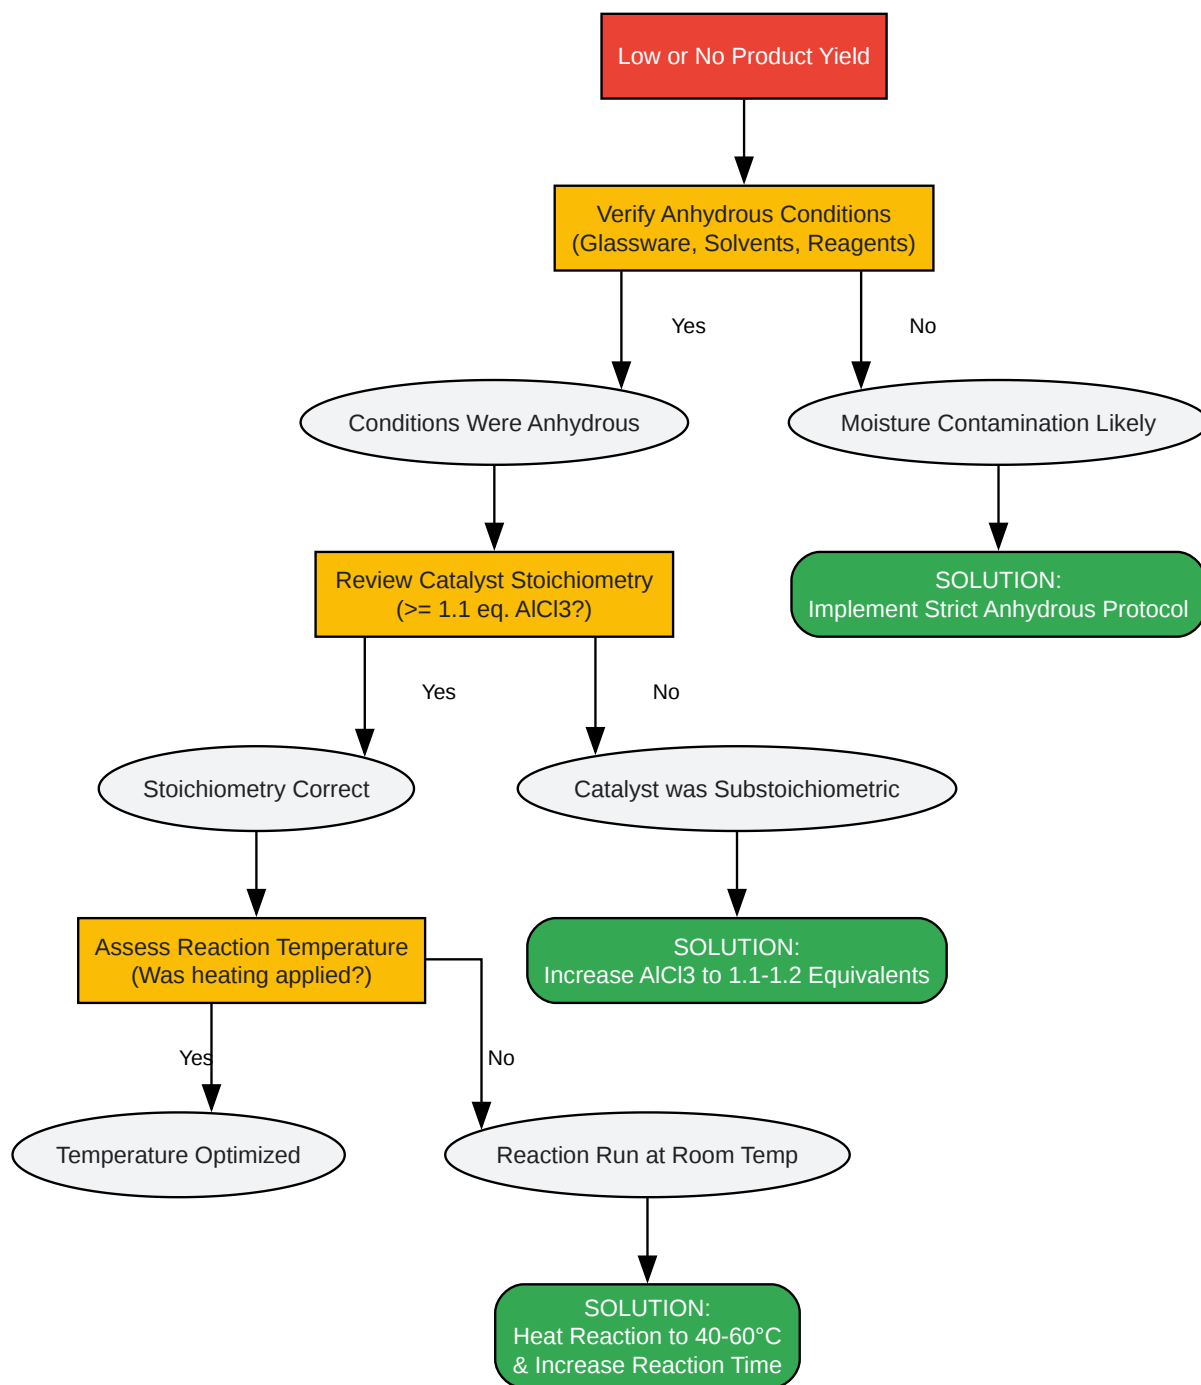 Low or No Product Yield
Verify Anhydrous Conditions
(Glassware, Solvents, Reagents)
Yes
No
Conditions Were Anhydrous
Moisture Contamination Likely
Review Catalyst Stoichiometry
(>= 1.1 eq. AlCl3?)
SOLUTION:
Implement Strict Anhydrous Protocol
Yes
No
Stoichiometry Correct
Catalyst was Substoichiometric
Assess Reaction Temperature
(Was heating applied?)
SOLUTION:
Increase AlCl3 to 1.1-1.2 Equivalents
Yes
No
Temperature Optimized
Reaction Run at Room Temp
SOLUTION:
Heat Reaction to 40-60°C
& Increase Reaction Time